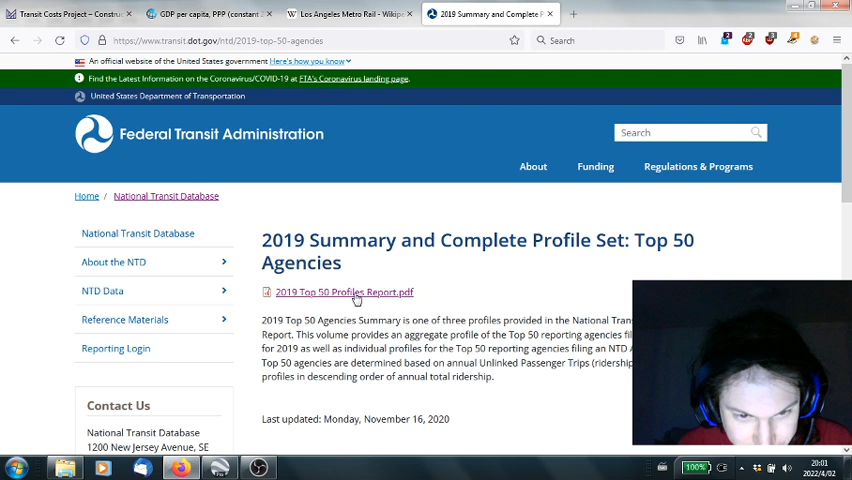 Transit Costs Project – Construc
GDP per capita, PPP (constant 2
Los Angeles Metro Rail - Wikipe
2019 Summary and Complete P
https://www.transit.dot.gov/ntd/2019-top-50-agencies
Search
An official website of the United States government Here's how you know
Find the Latest Information on the Coronavirus/COVID-19 at FTA's Coronavirus landing page.
United States Department of Transportation
Federal Transit Administration
Search
About
Funding
Regulations & Programs
Home / National Transit Database
National Transit Database
About the NTD
NTD Data
Reference Materials
Reporting Login
Contact Us
National Transit Database
1200 New Jersey Avenue, SE
2019 Summary and Complete Profile Set: Top 50
Agencies
2019 Top 50 Profiles Report.pdf
2019 Top 50 Agencies Summary is one of three profiles provided in the National Tran
Report. This volume provides an aggregate profile of the Top 50 reporting agencies fil
for 2019 as well as individual profiles for the Top 50 reporting agencies filing an NTD A
Top 50 agencies are determined based on annual Unlinked Passenger Trips (ridership
profiles in descending order of annual total ridership.
Last updated: Monday, November 16, 2020
100%
20:01
2022/4/02